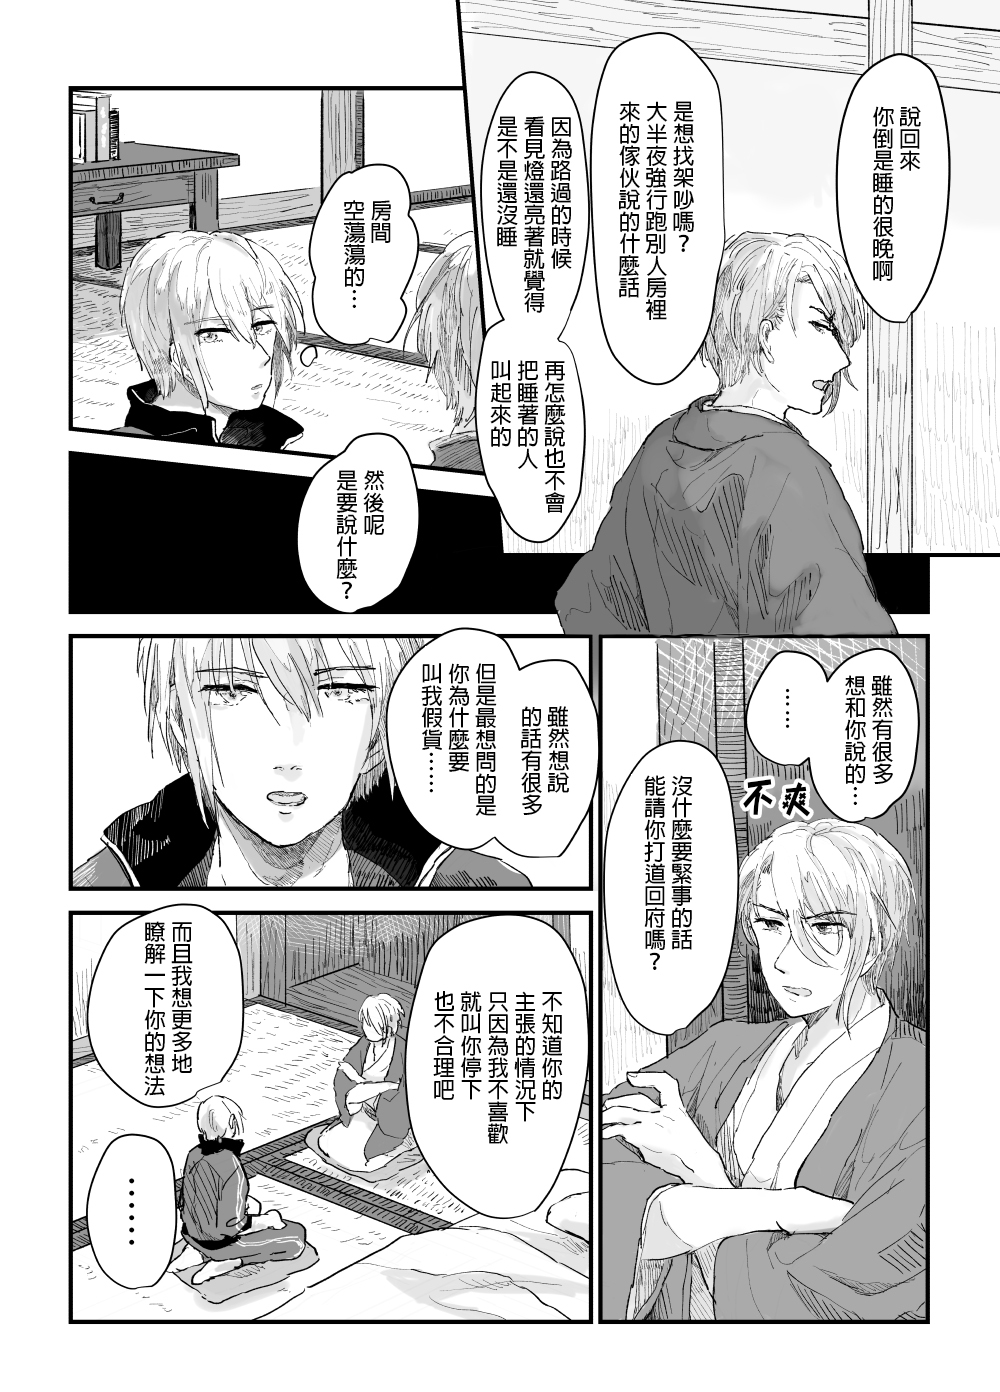 說回來
你倒是睡的很晚啊
是想找架吵嗎？
大半夜強行跑別人房裡
來的傢伙說的什麼話
因為路過的時候
看見燈還亮著就覺得
是不是還沒睡
再怎麼說也不會
把睡著的人
叫起來的
房間
空蕩蕩的…
然後呢
是要說什麼？
雖然有很多
想和你說的…
……
不爽
沒什麼要緊事的話
能請你打道回府嗎？
雖然想說
的話有很多
但是最想問的是
你為什麼要
叫我假貨……
不知道你的
主張的情況下
只因為我不喜歡
就叫你停下
也不合理吧
而且我想更多地
瞭解一下你的想法
………